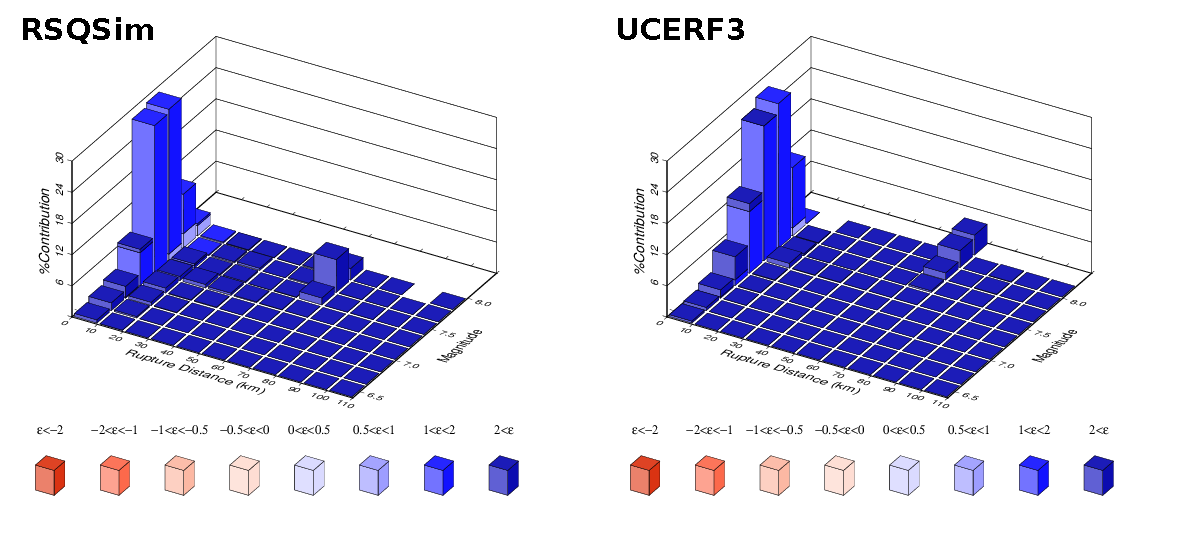 RSQSim
UCERF3
%Contribution
30
24
18
12
6
0
10
20
30
40
50
60
70
80
90
100
110
Rupture Distance (km)
6.5
7.0
7.5
8.0
Magnitude
ε<−2
−2<ε<−1
−1<ε<−0.5
−0.5<ε<0
0<ε<0.5
0.5<ε<1
1<ε<2
2<ε
%Contribution
30
24
18
12
6
0
10
20
30
40
50
60
70
80
90
100
110
Rupture Distance (km)
6.5
7.0
7.5
8.0
Magnitude
ε<−2
−2<ε<−1
−1<ε<−0.5
−0.5<ε<0
0<ε<0.5
0.5<ε<1
1<ε<2
2<ε